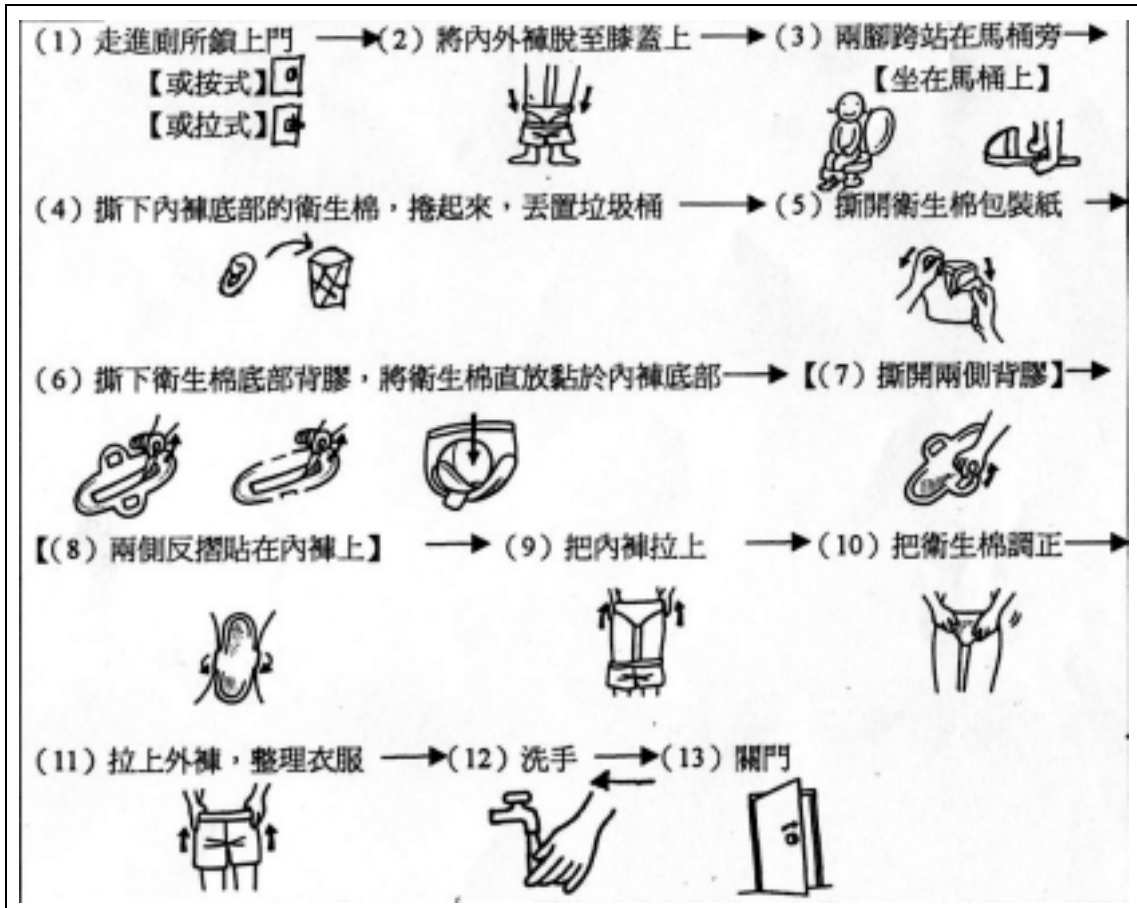 (1) 走進廁所鎖上門 (2) 將內外褲脫至膝蓋上 (3) 兩腳跨站在馬桶旁
【或按式】 【坐在馬桶上】
【或拉式】
(4) 撕下內褲底部的衛生棉，捲起來，丟置垃圾桶 (5) 撕開衛生棉包裝紙
(6) 撕下衛生棉底部背膠，將衛生棉直放黏於內褲底部 【(7) 撕開兩側背膠】
【(8) 兩側反摺貼在內褲上】 (9) 把內褲拉上 (10) 把衛生棉調正
(11) 拉上外褲，整理衣服 (12) 洗手 (13) 關門